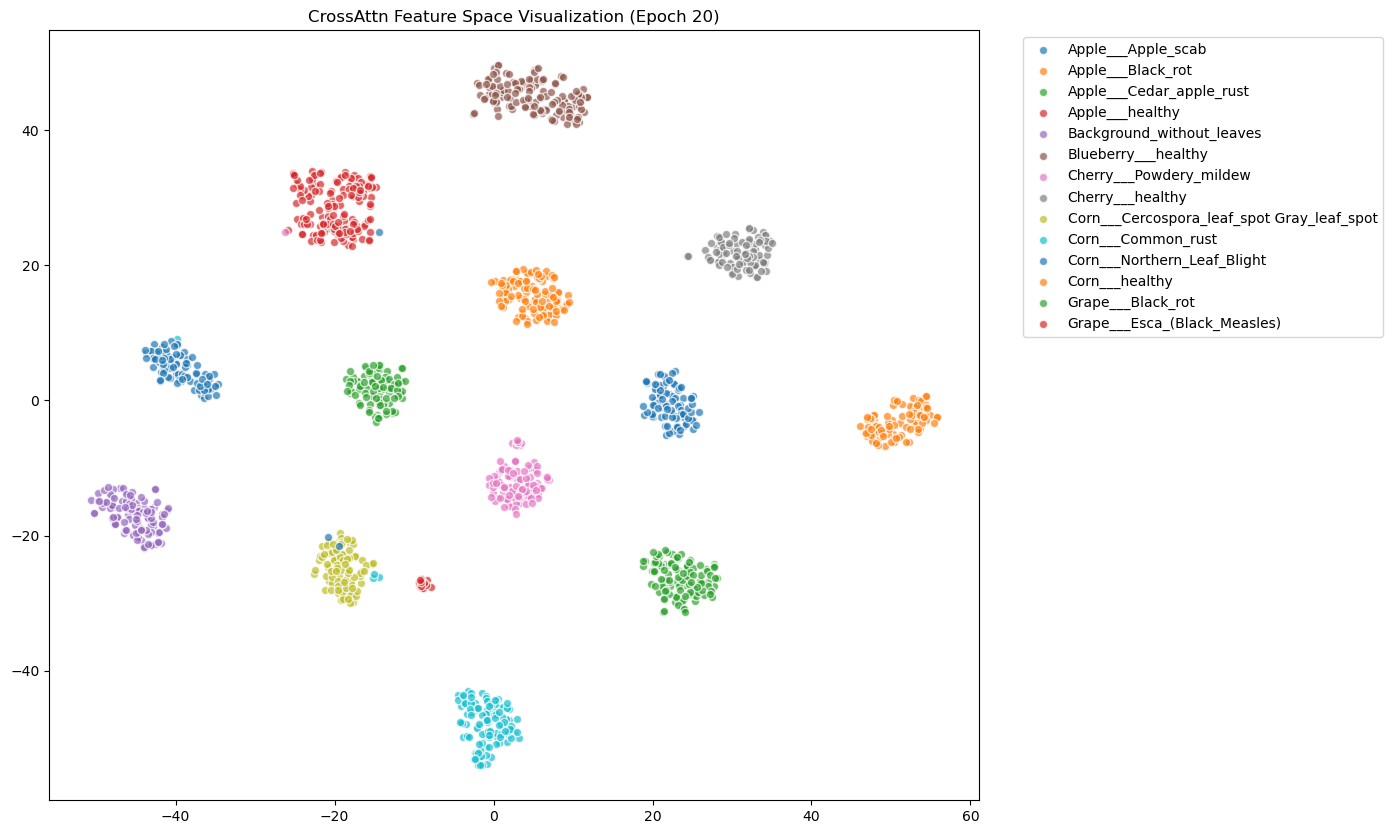 CrossAttn Feature Space Visualization (Epoch 20)
Apple___Apple_scab
Apple___Black_rot
Apple___Cedar_apple_rust
Apple___healthy
Background_without_leaves
Blueberry___healthy
Cherry___Powdery_mildew
Cherry___healthy
Corn___Cercospora_leaf_spot Gray_leaf_spot
Corn___Common_rust
Corn___Northern_Leaf_Blight
Corn___healthy
Grape___Black_rot
Grape___Esca_(Black_Measles)
40
20
0
−20
−40
−40 −20 0 20 40 60